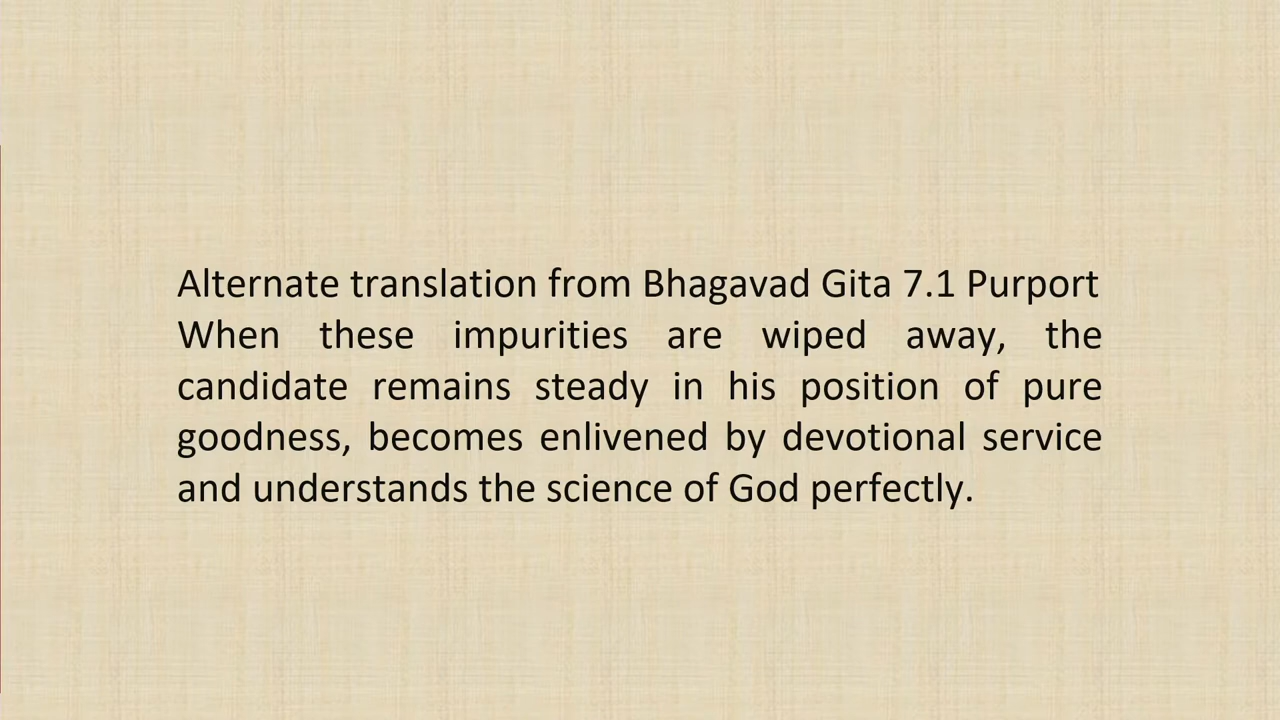 Alternate translation from Bhagavad Gita 7.1 Purport
When these impurities are wiped away, the
candidate remains steady in his position of pure
goodness, becomes enlivened by devotional service
and understands the science of God perfectly.